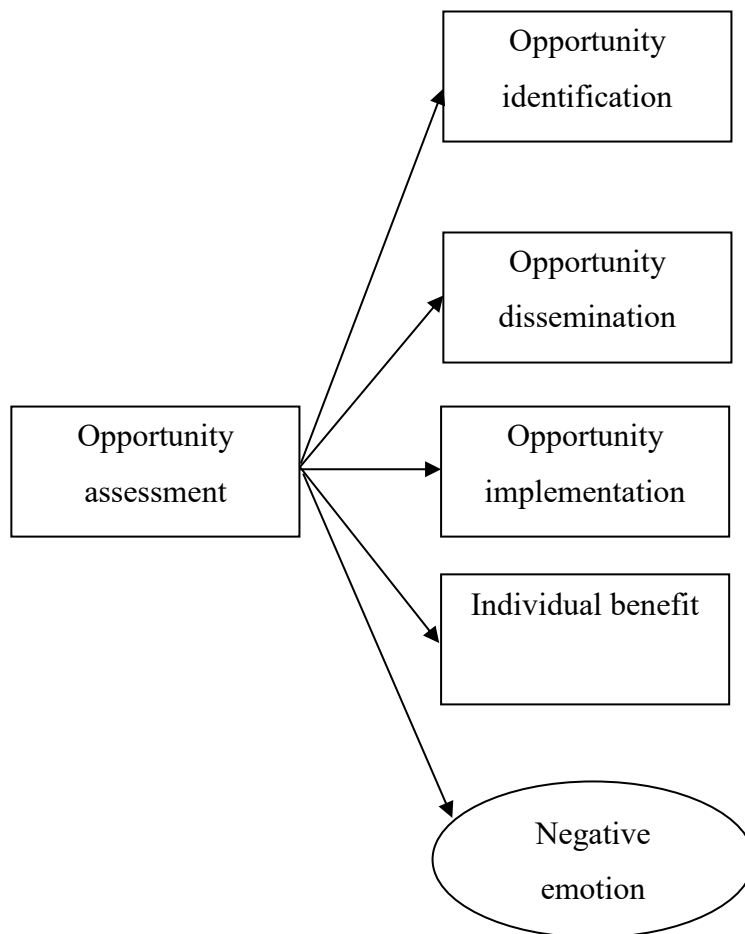 Opportunity
identification
Opportunity
dissemination
Opportunity
assessment
Opportunity
implementation
Individual benefit
Negative
emotion